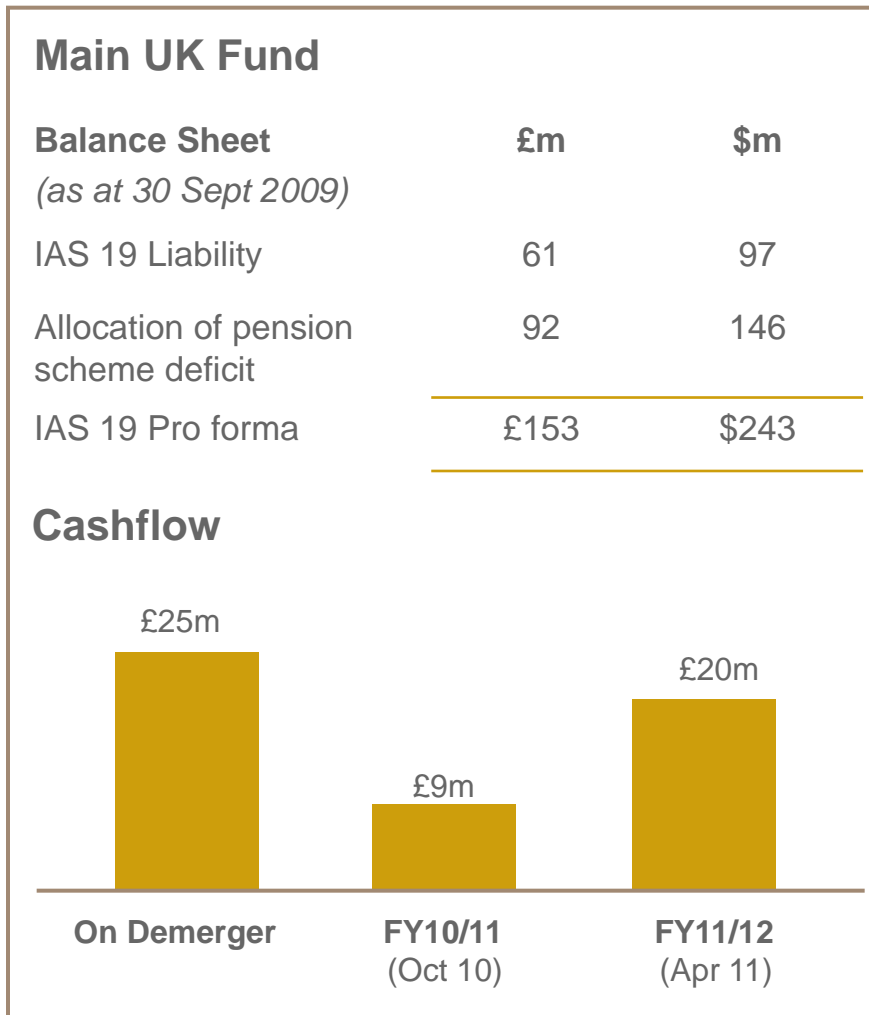 Main UK Fund
Balance Sheet £m $m
(as at 30 Sept 2009)
IAS 19 Liability 61 97
Allocation of pension 92 146
scheme deficit
IAS 19 Pro forma £153 $243
Cashflow
£25m
£20m
£9m
On Demerger FY10/11 FY11/12
(Oct 10) (Apr 11)